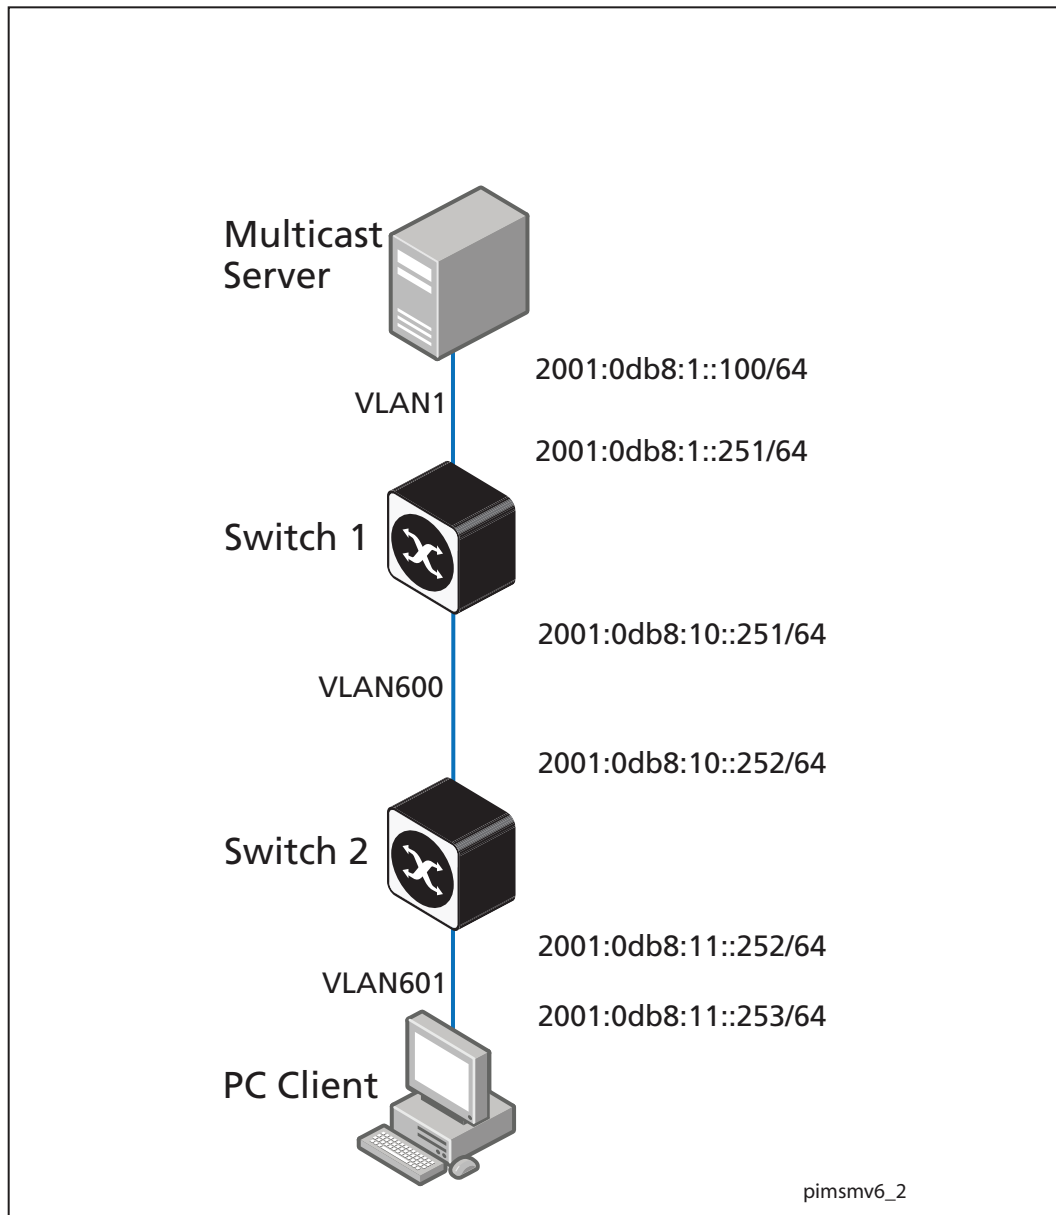 Multicast
Server
2001:0db8:1::100/64
VLAN1
2001:0db8:1::251/64
Switch 1
2001:0db8:10::251/64
VLAN600
2001:0db8:10::252/64
Switch 2
2001:0db8:11::252/64
VLAN601
2001:0db8:11::253/64
PC Client
pimsmv6_2